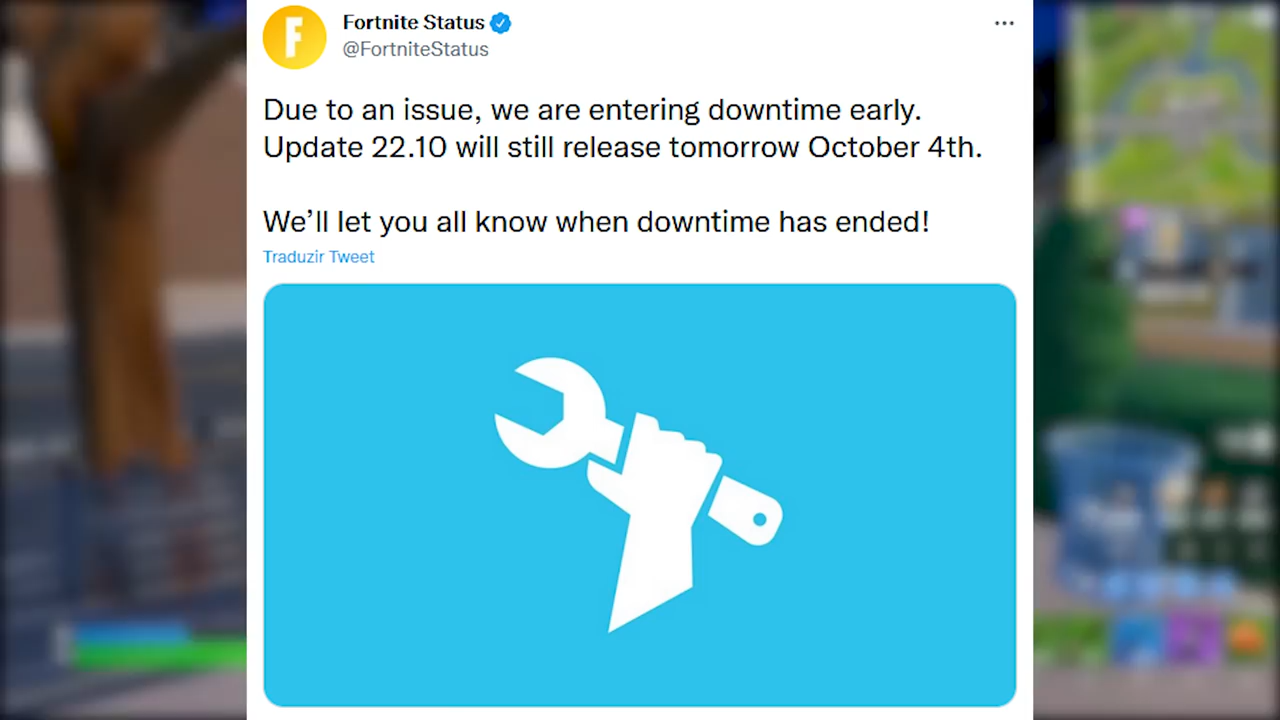 Fortnite Status
@FortniteStatus
Due to an issue, we are entering downtime early.
Update 22.10 will still release tomorrow October 4th.
We’ll let you all know when downtime has ended!
Traduzir Tweet